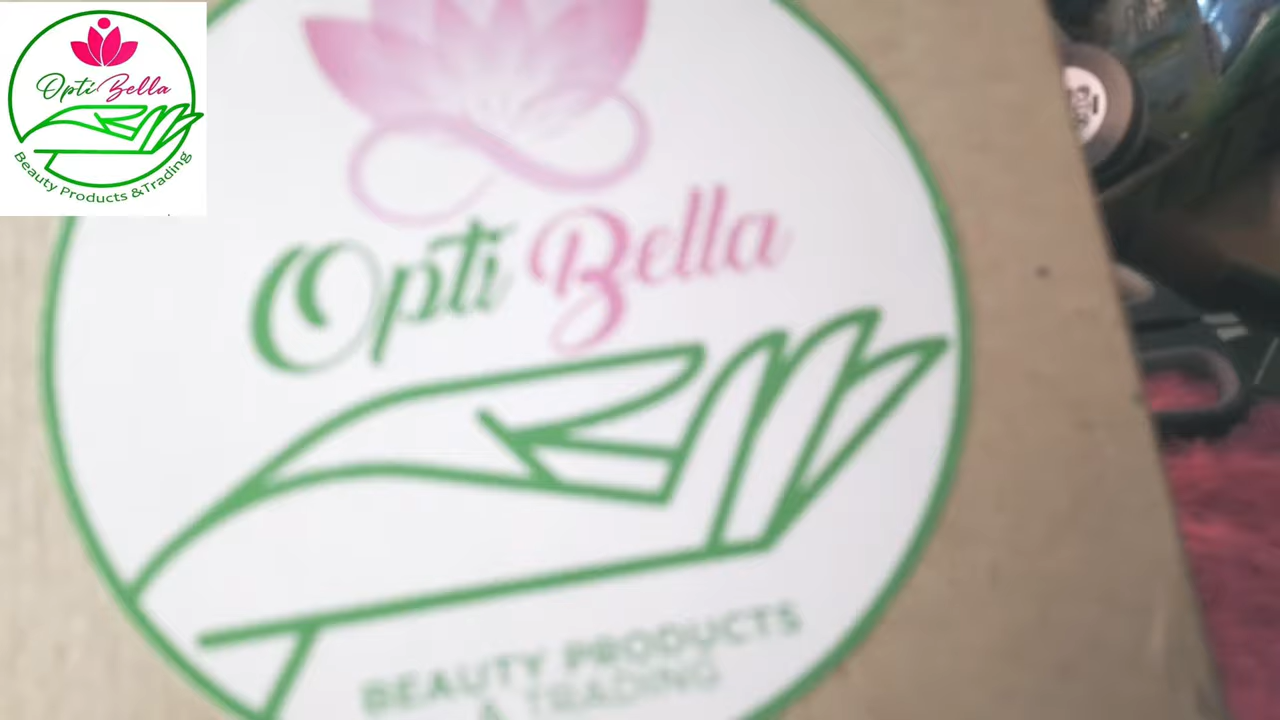 Opti Bella
Beauty Products & Trading
Opti Bella
BEAUTY PRODUCTS
& TRADING